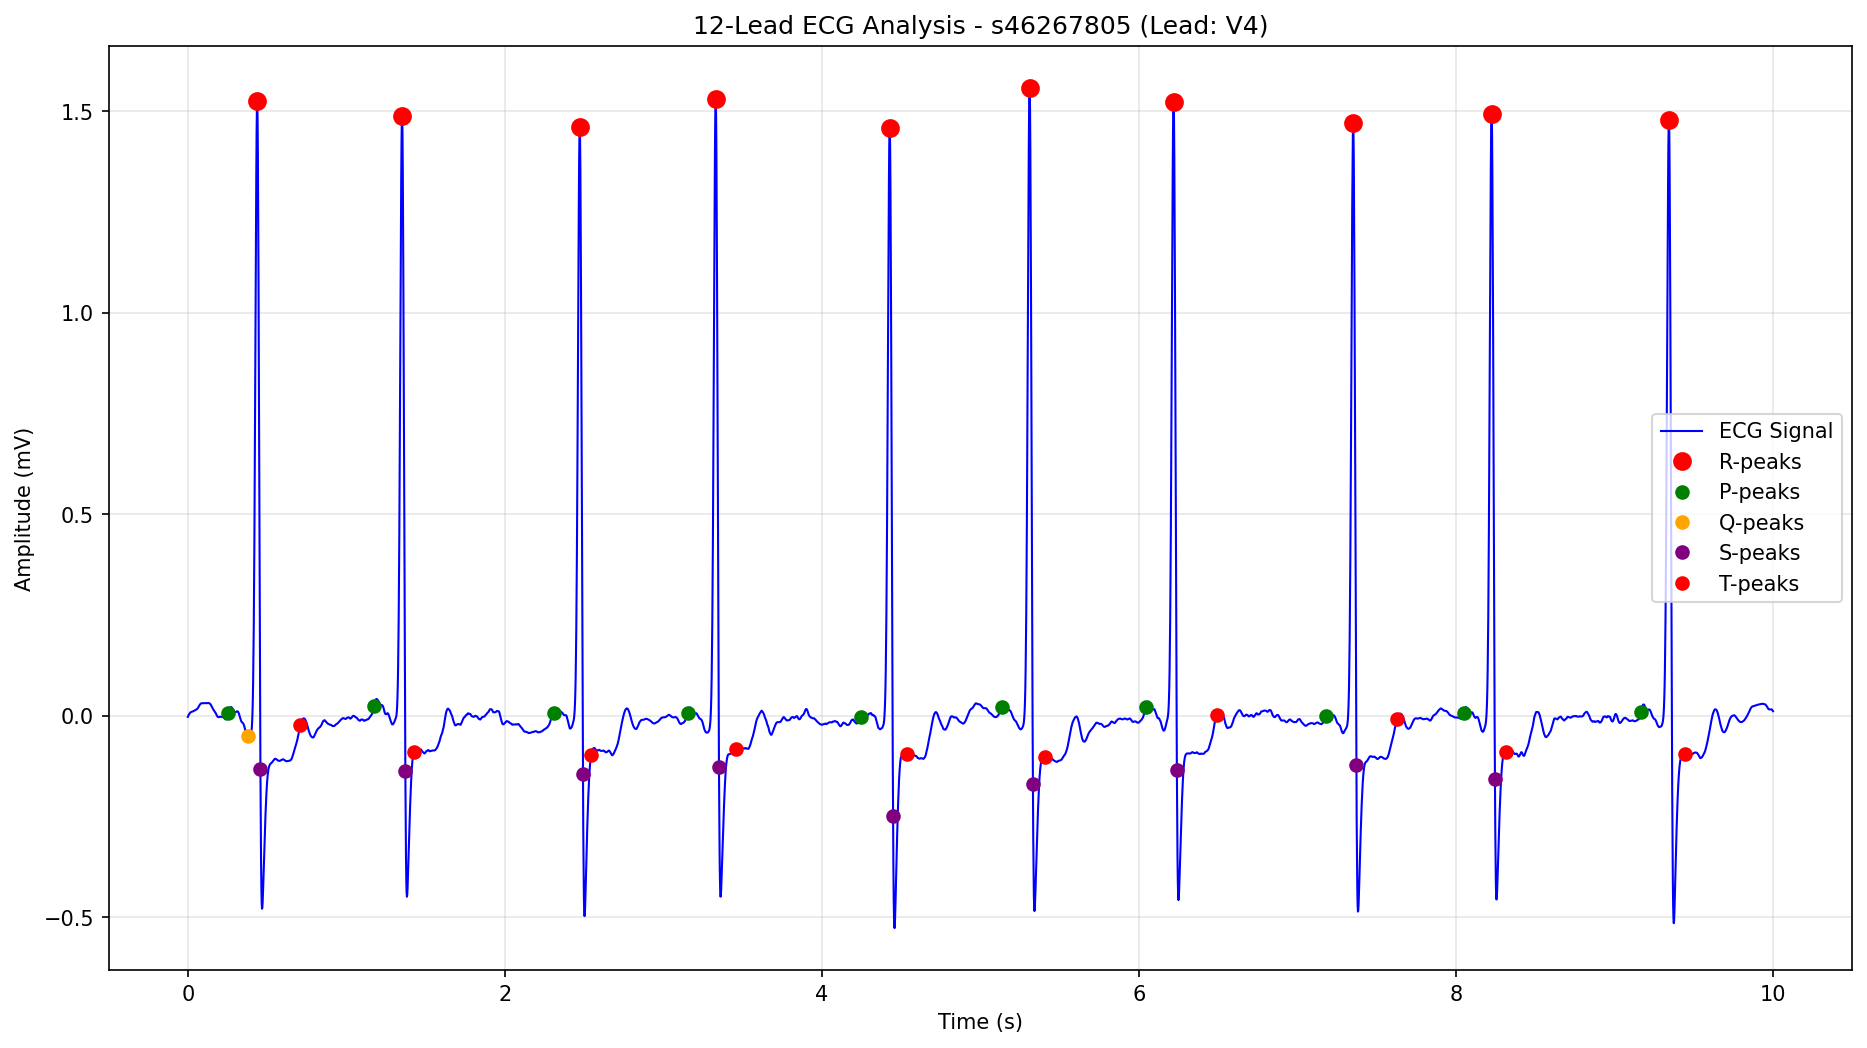 12-Lead ECG Analysis - s46267805 (Lead: V4)
Amplitude (mV)
1.5
1.0
0.5
0.0
−0.5
ECG Signal
R-peaks
P-peaks
Q-peaks
S-peaks
T-peaks
0 2 4 6 8 10
Time (s)